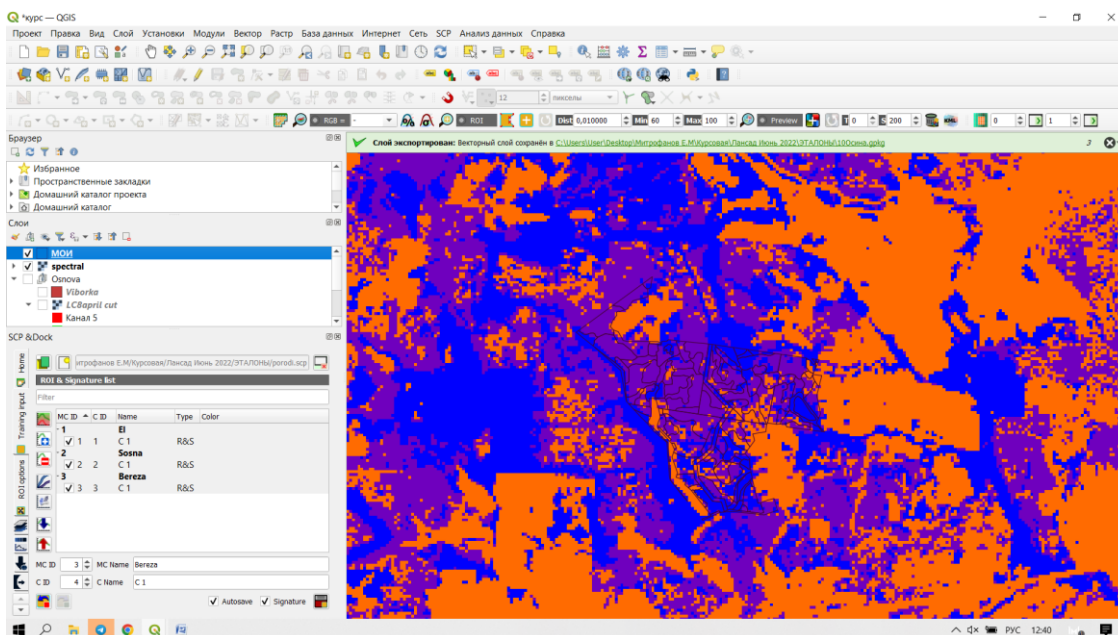 *курс — QGIS
Проект Правка Вид Слой Установки Модули Вектор Растр База данных Интернет Сеть SCP Анализ данных Справка
12 пикселы
RGB = - ROI Dist 0,010000 Min 60 Max 100 Preview T 0 S 200 0 1
Браузер
Избранное
Пространственные закладки
Домашний каталог проекта
Домашний каталог
Слои
МОИ
spectral
Osnova
Viborka
LC8april cut
Канал 5
Слой экспортирован: Векторный слой сохранён в C:\Users\User\Desktop\Митрофанов Е.М\Курсовая\Лансад Июнь 2022\ЭТАЛОНЫ\10Осина.gpkg 3
SCP &Dock
итрофанов Е.М/Курсовая/Лансад Июнь 2022/ЭТАЛОНЫ/porodi.scp
ROI & Signature list
Filter
MC ID C ID Name Type Color
1 El
1 1 C 1 R&S
2 Sosna
2 2 C 1 R&S
3 Bereza
3 3 C 1 R&S
Home
Training input
ROI options
MC ID 3 MC Name Bereza
C ID 4 C Name C 1
Autosave Signature
РУС 12:40